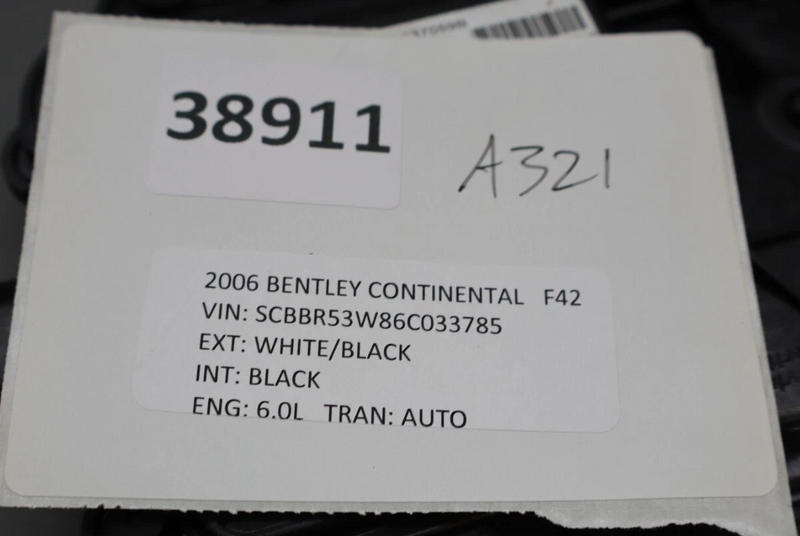 38911
A321
2006 BENTLEY CONTINENTAL F42
VIN: SCBBR53W86C033785
EXT: WHITE/BLACK
INT: BLACK
ENG: 6.0L TRAN: AUTO